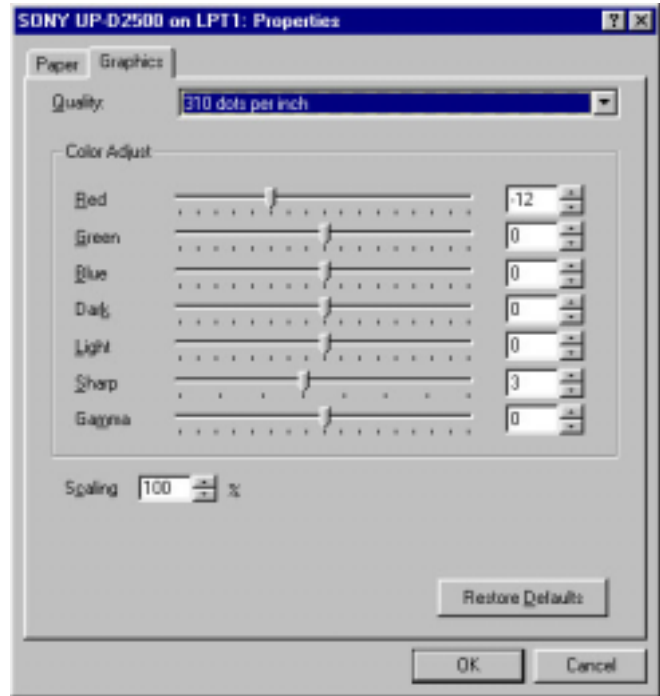 SONY UP-D2500 on LPT1: Properties
Paper Graphics
Quality: 310 dots per inch
Color Adjust
Red -12
Green 0
Blue 0
Dark 0
Light 0
Sharp 3
Gamma 0
Scaling 100 %
Restore Defaults
OK Cancel